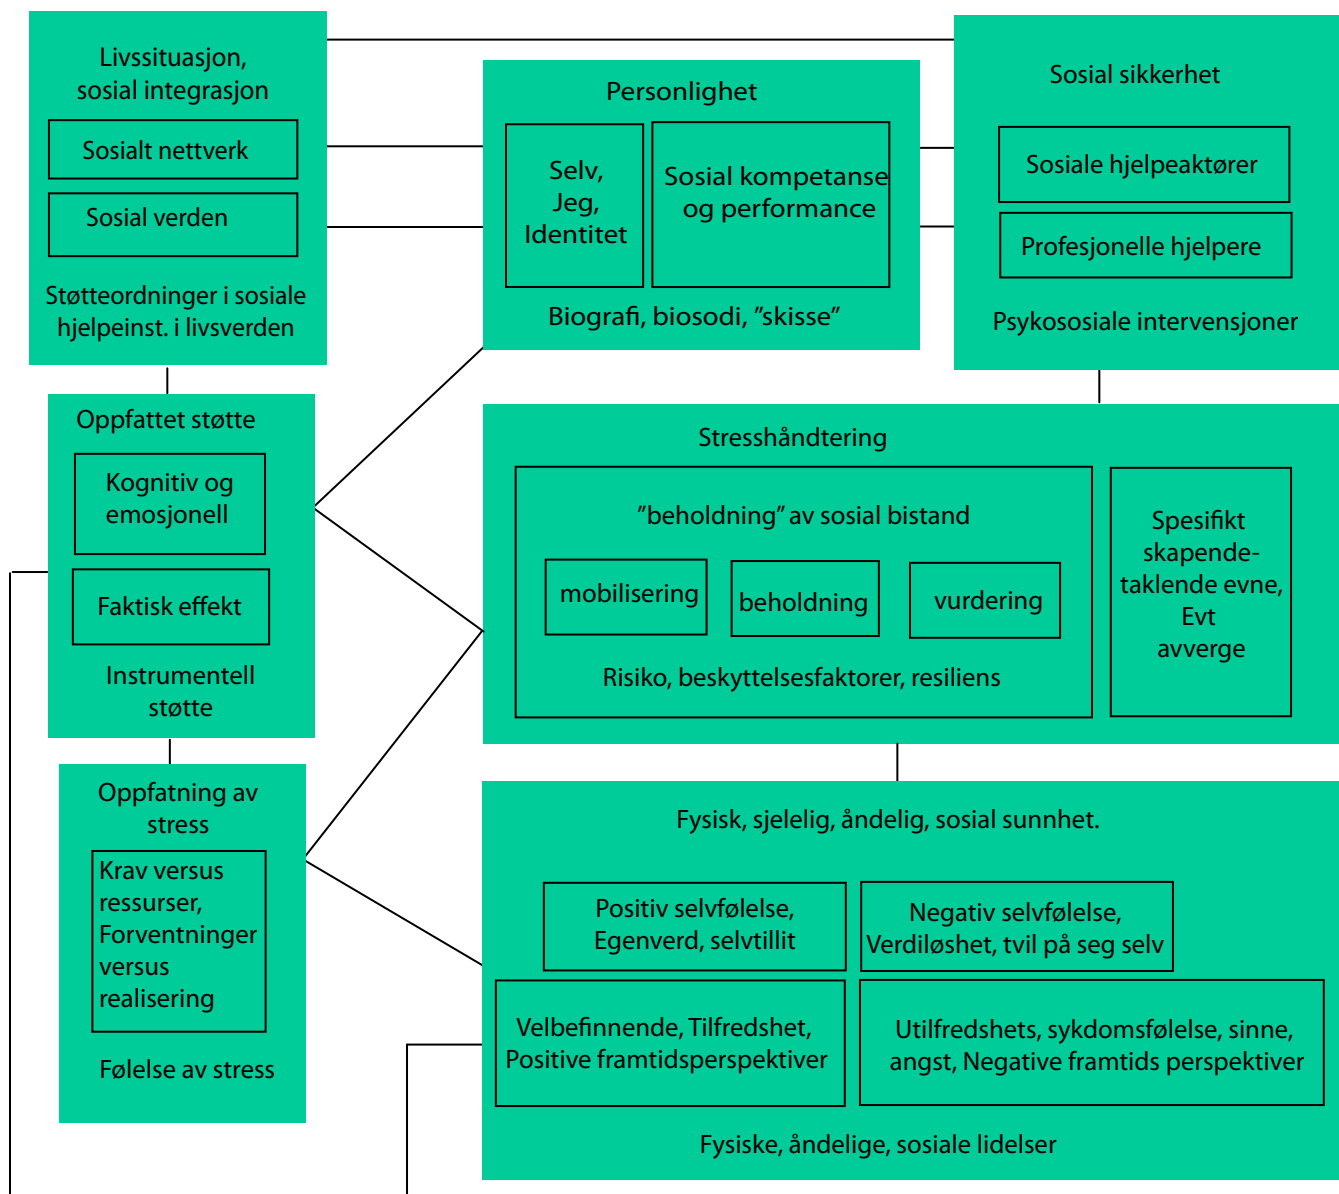 Livssituasjon,
sosial integrasjon
Sosialt nettverk
Sosial verden
Støtteordninger i sosiale
hjelpeinst. i livsverden
Personlighet
Selv,
Jeg,
Identitet
Sosial kompetanse
og performance
Biografi, biosodi, ”skisse”
Sosial sikkerhet
Sosiale hjelpeaktører
Profesjonelle hjelpere
Psykososiale intervensjoner
Oppfattet støtte
Kognitiv og
emosjonell
Faktisk effekt
Instrumentell
støtte
Stresshåndtering
”beholdning” av sosial bistand
mobilisering
beholdning
vurdering
Risiko, beskyttelsesfaktorer, resiliens
Spesifikt
skapende-
taklende evne,
Evt
avverge
Oppfatning av
stress
Krav versus
ressurser,
Forventninger
versus
realisering
Følelse av stress
Fysisk, sjelelig, åndelig, sosial sunnhet.
Positiv selvfølelse,
Egenverd, selvtillit
Negativ selvfølelse,
Verdiløshet, tvil på seg selv
Velbefinnende, Tilfredshet,
Positive framtidsperspektiver
Utilfredshets, sykdomsfølelse, sinne,
angst, Negative framtids perspektiver
Fysiske, åndelige, sosiale lidelser